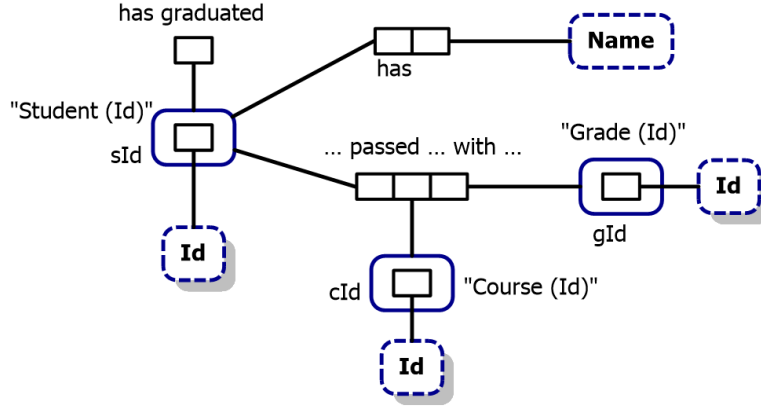 has graduated
Name
has
"Student (Id)"
sId
... passed ... with ...
"Grade (Id)"
Id
gId
Id
cId
"Course (Id)"
Id